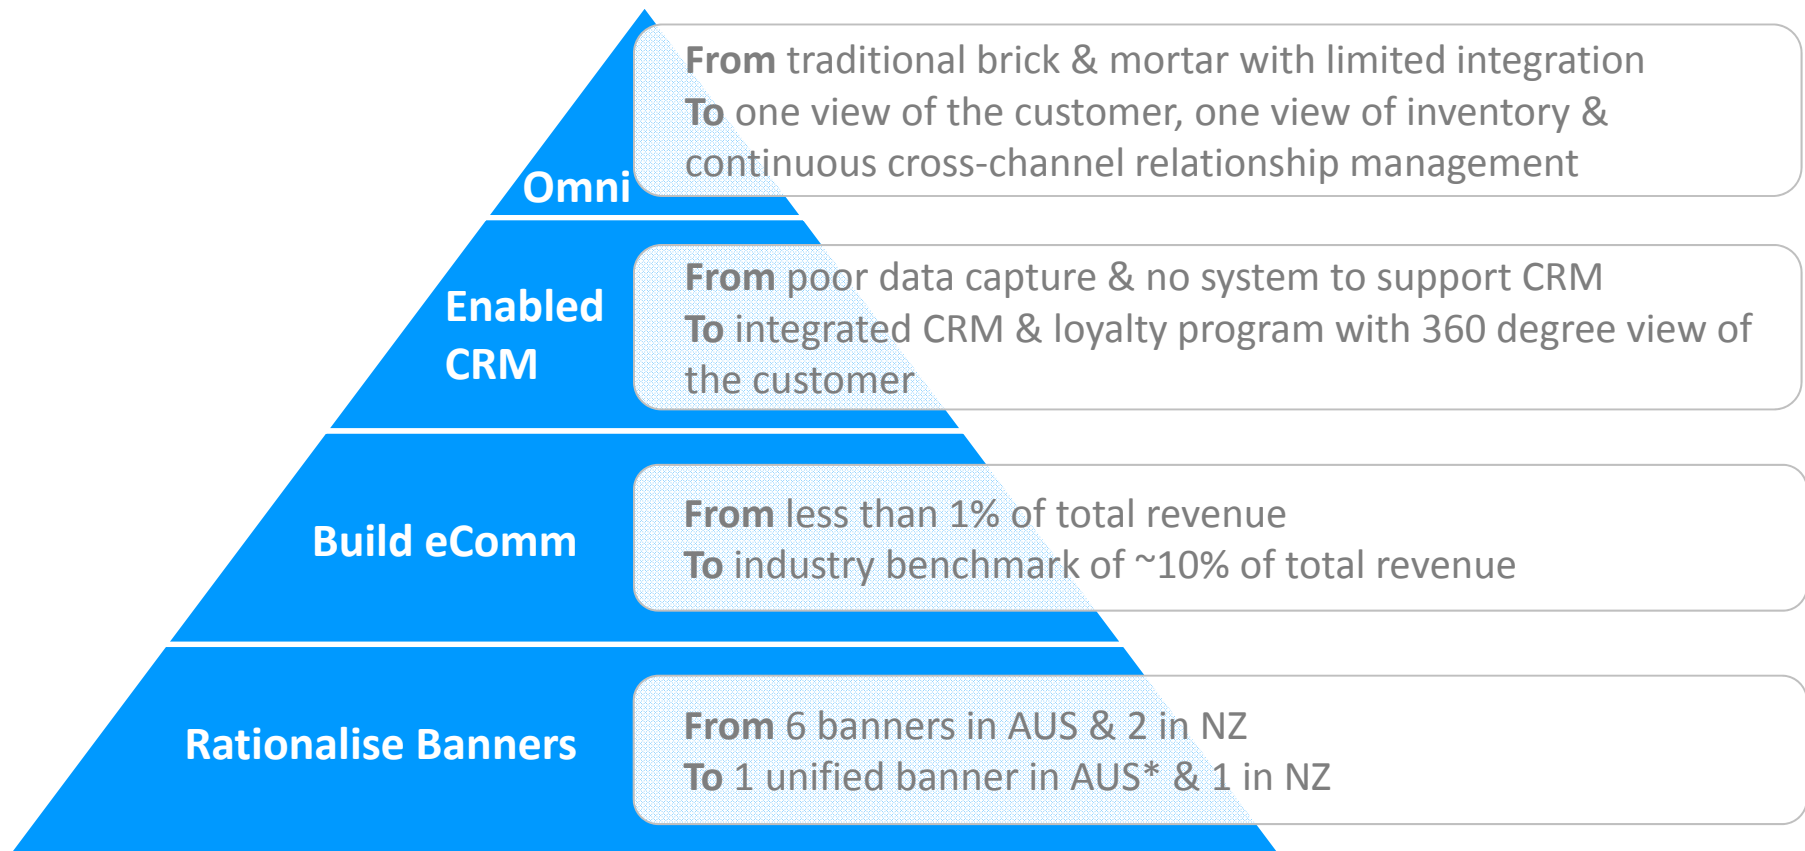 Omni
From traditional brick & mortar with limited integration
To one view of the customer, one view of inventory &
continuous cross-channel relationship management
Enabled
CRM
From poor data capture & no system to support CRM
To integrated CRM & loyalty program with 360 degree view of
the customer
Build eComm
From less than 1% of total revenue
To industry benchmark of ~10% of total revenue
Rationalise Banners
From 6 banners in AUS & 2 in NZ
To 1 unified banner in AUS* & 1 in NZ